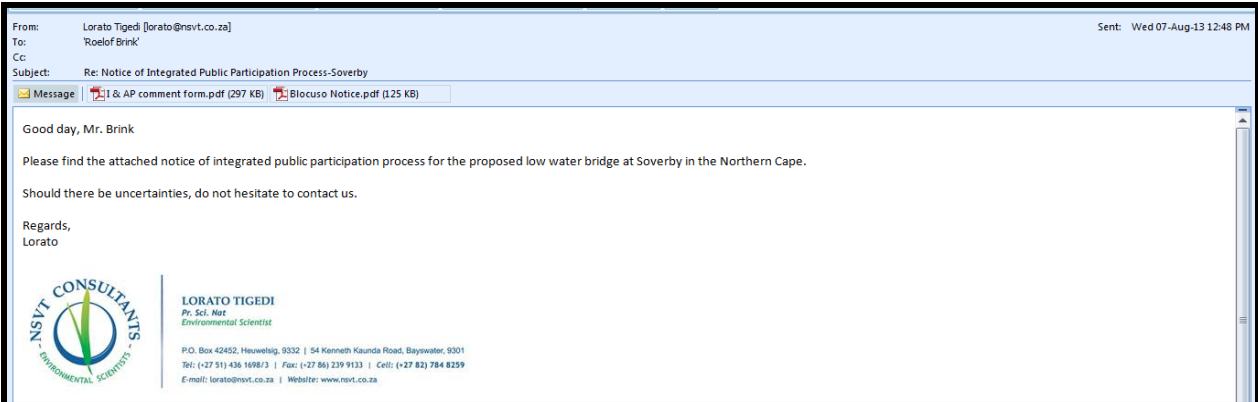 From: Lorato Tigedi [lorato@nsvt.co.za] Sent: Wed 07-Aug-13 12:48 PM
To: 'Roelof Brink'
Cc:
Subject: Re: Notice of Integrated Public Participation Process-Soverby
Message I & AP comment form.pdf (297 KB) Blocuso Notice.pdf (125 KB)
Good day, Mr. Brink
Please find the attached notice of integrated public participation process for the proposed low water bridge at Soverby in the Northern Cape.
Should there be uncertainties, do not hesitate to contact us.
Regards,
Lorato
NSVT CONSULTANTS
- ENVIRONMENTAL SCIENTISTS -
LORATO TIGEDI
Pr. Sci. Nat
Environmental Scientist
P.O. Box 42452, Heuwelsig, 9332 | 54 Kenneth Kaunda Road, Bayswater, 9301
Tel: (+27 51) 436 1698/3 | Fax: (+27 86) 239 9133 | Cell: (+27 82) 784 8259
E-mail: lorato@nsvt.co.za | Website: www.nsvt.co.za